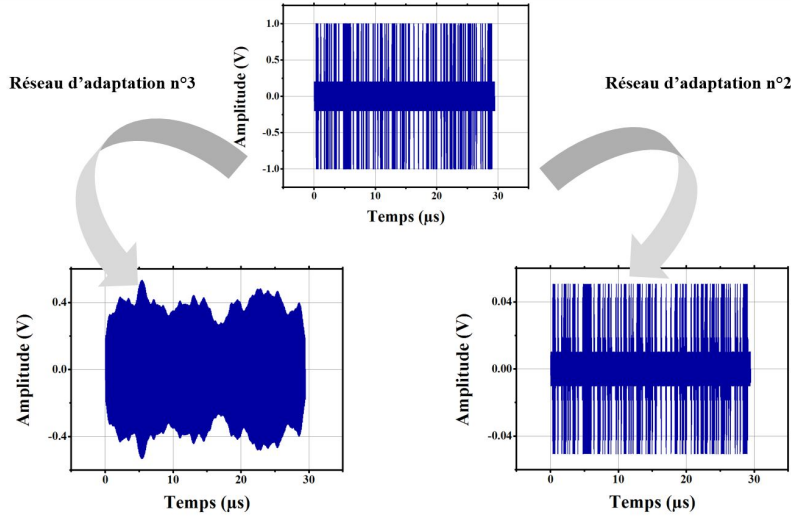 Réseau d'adaptation n°3
Réseau d'adaptation n°2
Amplitude (V)
1.0
0.5
0.0
-0.5
-1.0
0
10
20
30
Temps (µs)
Amplitude (V)
0.4
0.0
-0.4
0
10
20
30
Temps (µs)
Amplitude (V)
0.04
0.00
-0.04
0
10
20
30
Temps (µs)